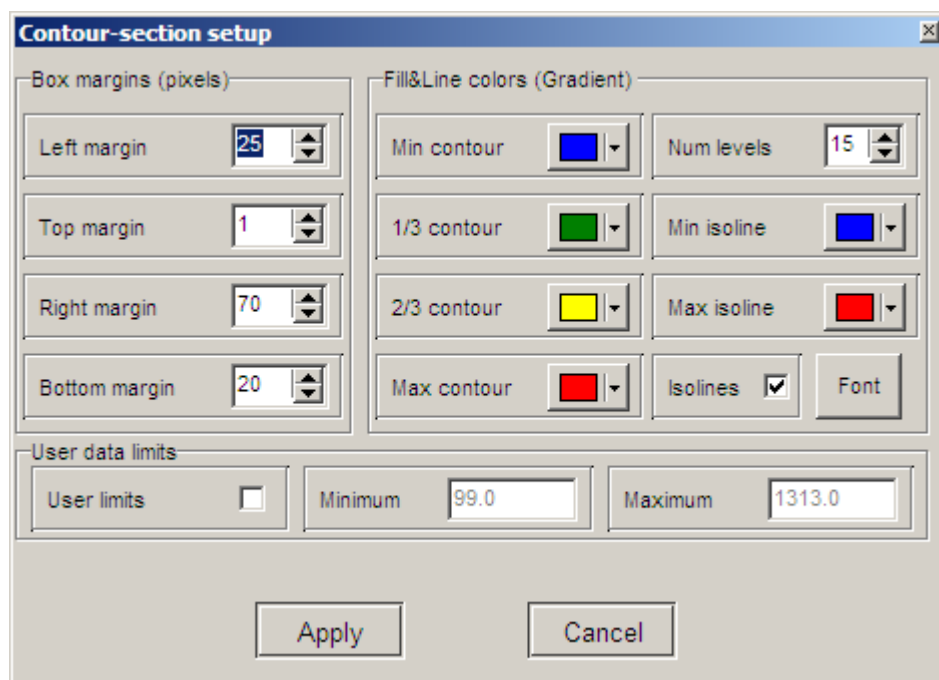 Contour-section setup
Box margins (pixels)
Left margin 25
Top margin 1
Right margin 70
Bottom margin 20
Fill&Line colors (Gradient)
Min contour
1/3 contour
2/3 contour
Max contour
Num levels 15
Min isoline
Max isoline
Isolines Font
User data limits
User limits Minimum 99.0 Maximum 1313.0
Apply Cancel